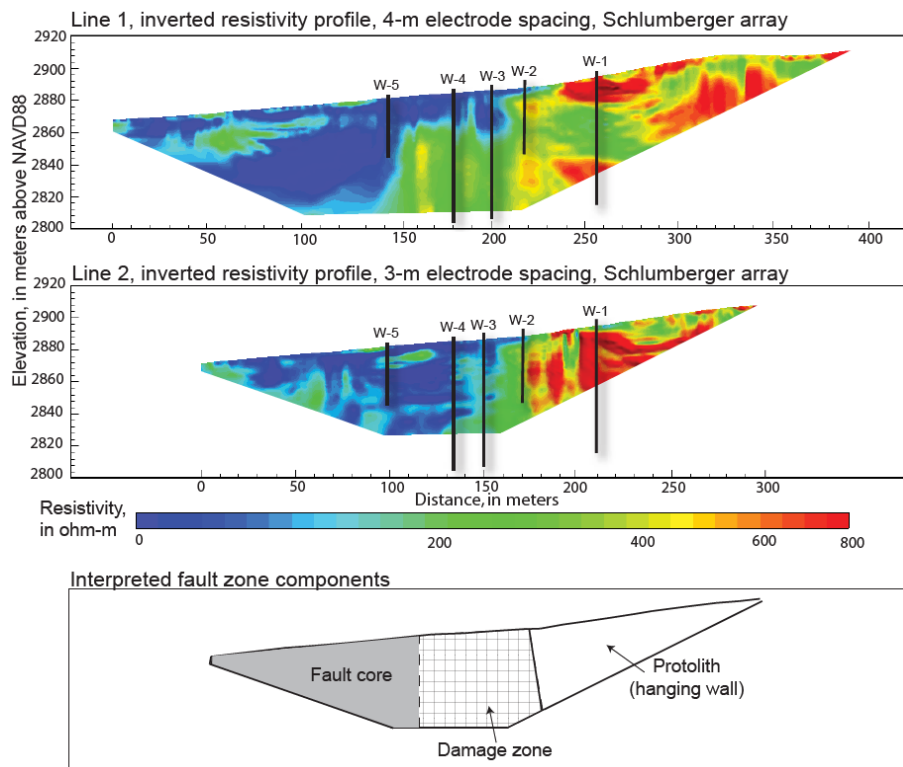 Line 1, inverted resistivity profile, 4-m electrode spacing, Schlumberger array
2920
2900
2880
2860
2840
2820
2800
W-5
W-4
W-3
W-2
W-1
0
50
100
150
200
250
300
350
400
Elevation, in meters above NAVD88
Line 2, inverted resistivity profile, 3-m electrode spacing, Schlumberger array
2920
2900
2880
2860
2840
2820
2800
W-5
W-4
W-3
W-2
W-1
0
50
100
150
200
250
300
Distance, in meters
Resistivity,
in ohm-m
0
200
400
600
800
Interpreted fault zone components
Fault core
Protolith
(hanging wall)
Damage zone